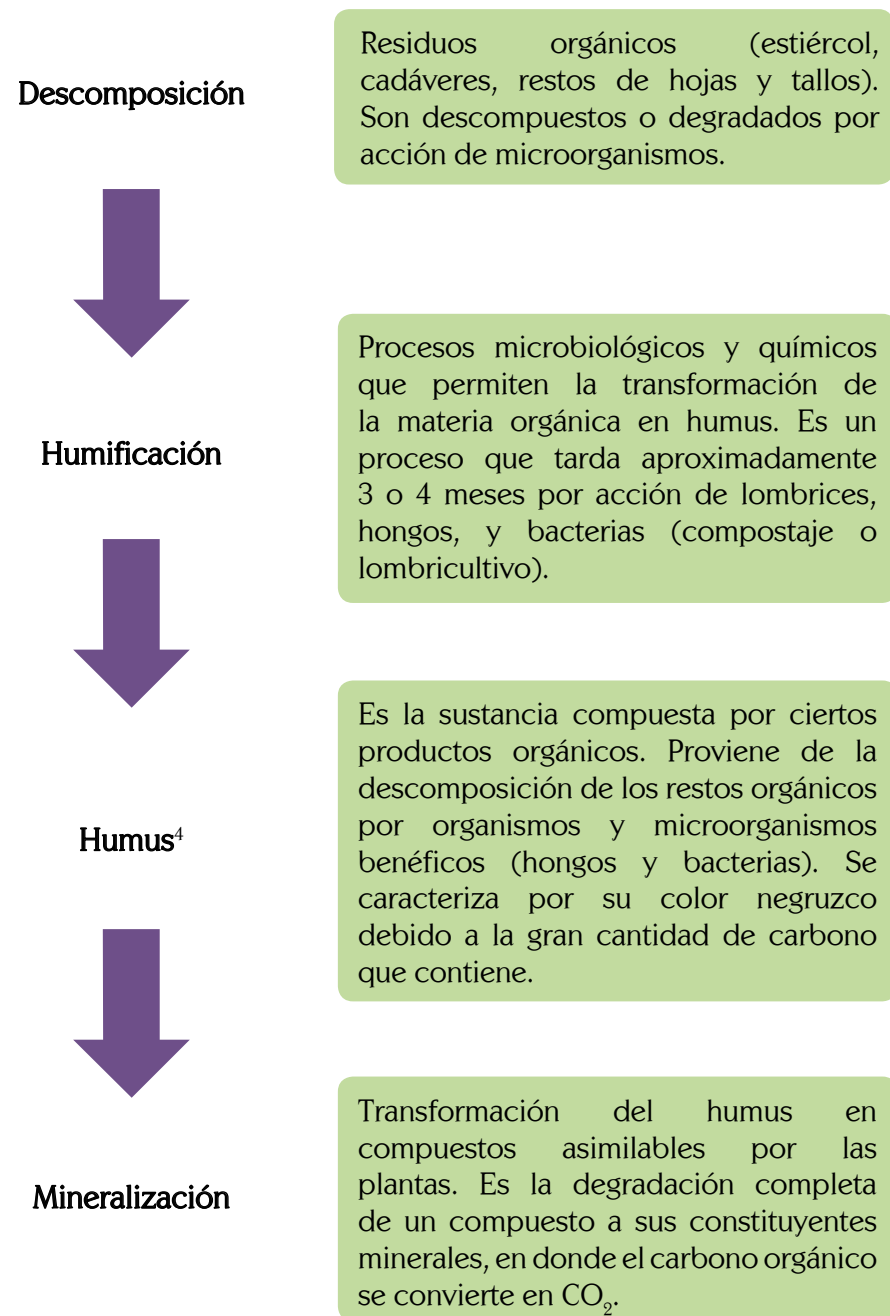 Descomposición
Residuos orgánicos (estiércol,
cadáveres, restos de hojas y tallos).
Son descompuestos o degradados por
acción de microorganismos.
Humificación
Procesos microbiológicos y químicos
que permiten la transformación de
la materia orgánica en humus. Es un
proceso que tarda aproximadamente
3 o 4 meses por acción de lombrices,
hongos, y bacterias (compostaje o
lombricultivo).
Humus⁴
Es la sustancia compuesta por ciertos
productos orgánicos. Proviene de la
descomposición de los restos orgánicos
por organismos y microorganismos
benéficos (hongos y bacterias). Se
caracteriza por su color negruzco
debido a la gran cantidad de carbono
que contiene.
Mineralización
Transformación del humus en
compuestos asimilables por las
plantas. Es la degradación completa
de un compuesto a sus constituyentes
minerales, en donde el carbono orgánico
se convierte en CO₂.